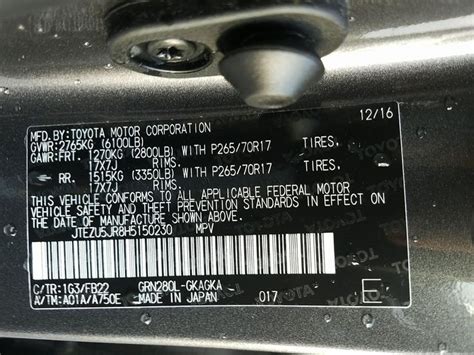 12/16
MFD.BY:TOYOTA MOTOR CORPORATION
GVWR:2765KG (6100LB)
GAWR:FRT. 1270KG (2800LB) WITH P265/70R17 TIRES,
17X7J RIMS.
RR. 1515KG (3350LB) WITH P265/70R17 TIRES,
17X7J RIMS.
THIS VEHICLE CONFORMS TO ALL APPLICABLE FEDERAL MOTOR
VEHICLE SAFETY AND THEFT PREVENTION STANDARDS IN EFFECT ON
THE DATE OF MANUFACTURE SHOWN ABOVE.
JTEZU5JR8H5150230 MPV
C/TR:1G3/FB22 GRN280L-GKAGKA
A/TM:A01A/A750E MADE IN JAPAN 017 E